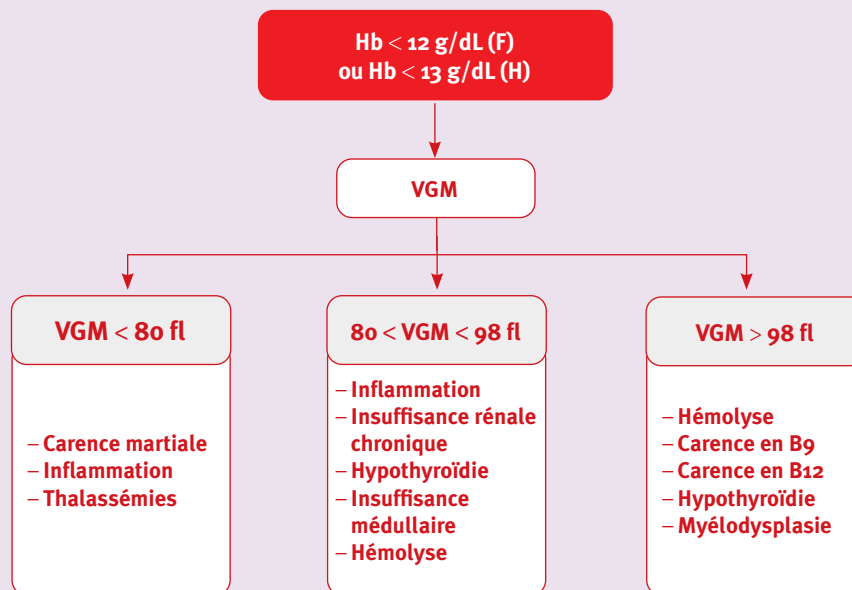 Hb < 12 g/dL (F)
ou Hb < 13 g/dL (H)
VGM
VGM < 80 fl
– Carence martiale
– Inflammation
– Thalassémies
80 < VGM < 98 fl
– Inflammation
– Insuffisance rénale
chronique
– Hypothyroïdie
– Insuffisance
médullaire
– Hémolyse
VGM > 98 fl
– Hémolyse
– Carence en B9
– Carence en B12
– Hypothyroïdie
– Myélodysplasie